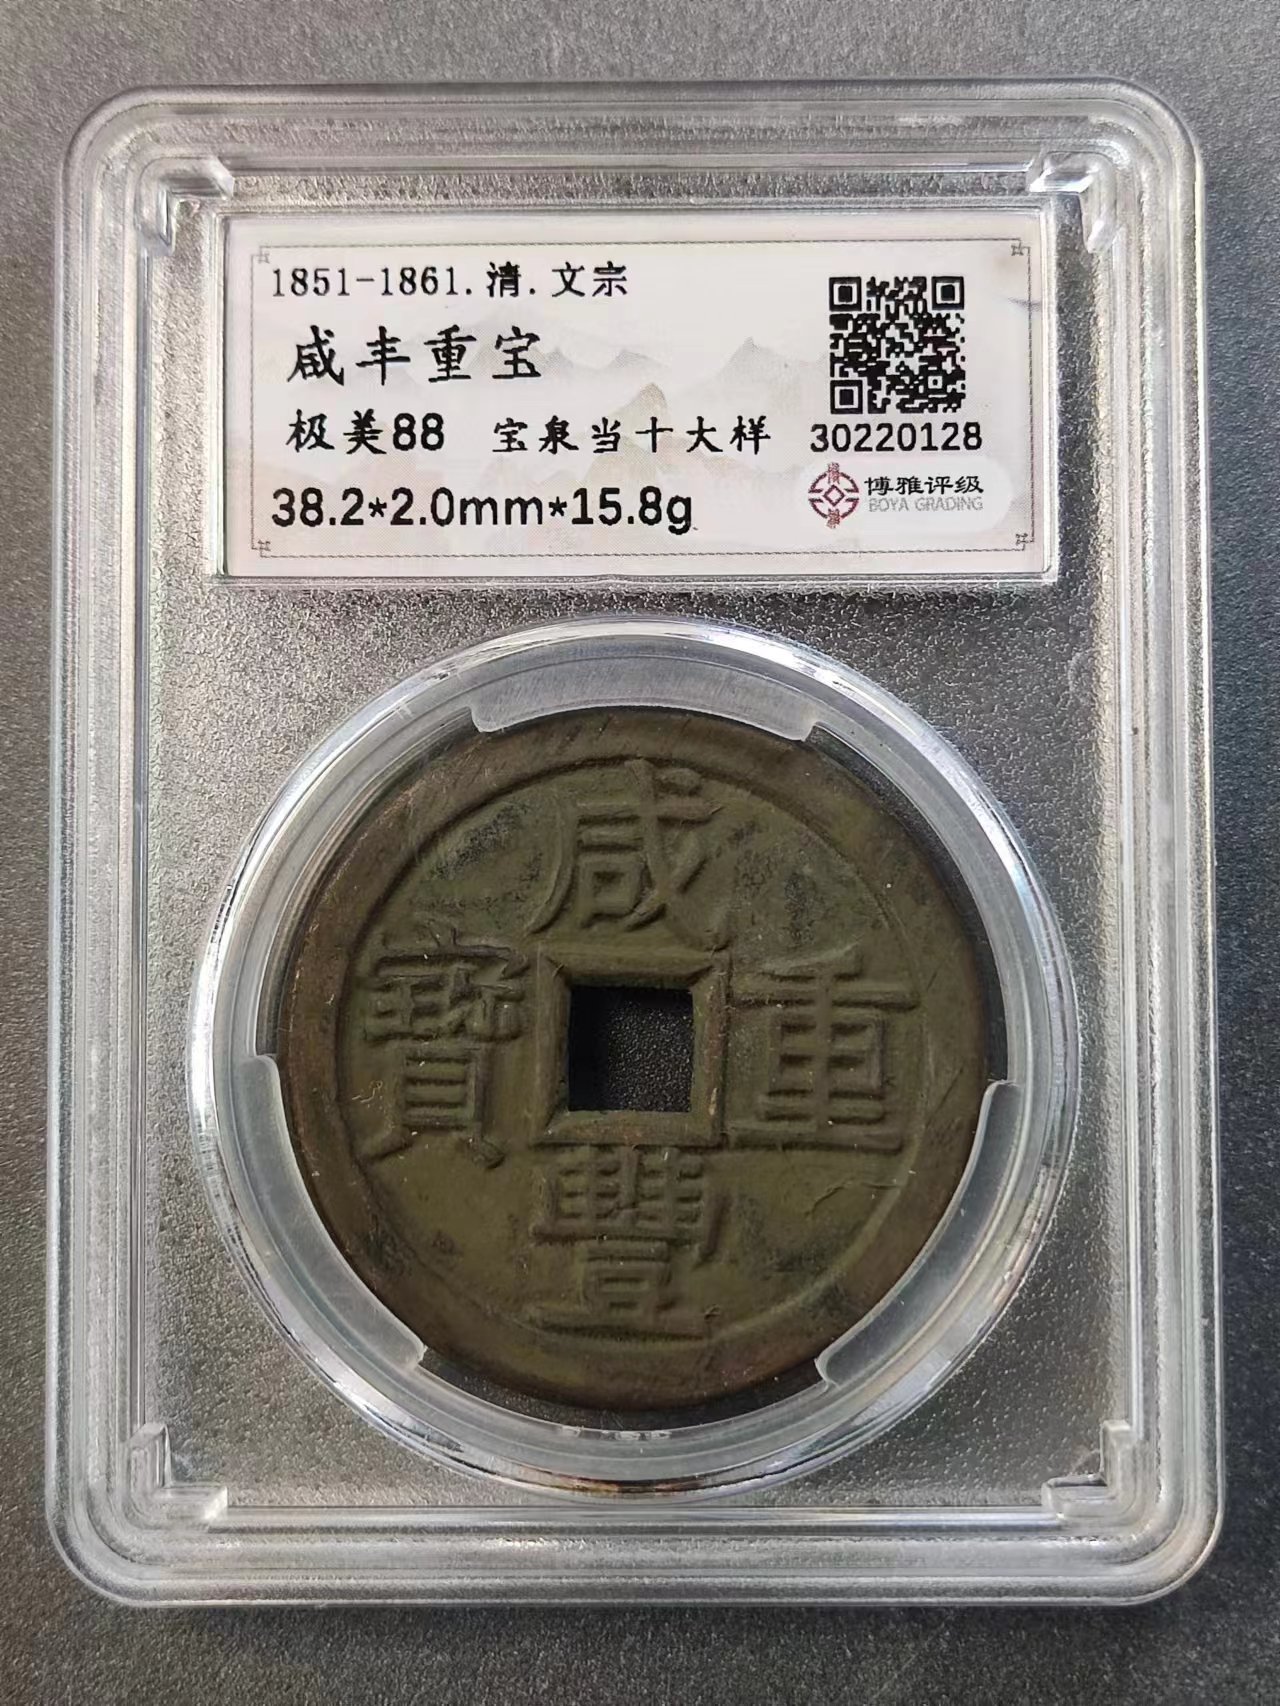 1851-1861.清.文宗
咸丰重宝
极美88 宝泉当十大样
38.2*2.0mm*15.8g
30220128
博雅评级
BOYA GRADING
咸
寶 重
豐